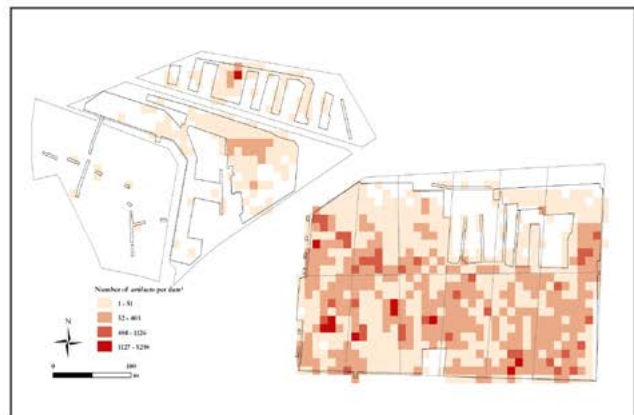 Number of artifacts per dam²
1 - 51
52 - 403
404 - 1126
1127 - 5296
N
0 100
m